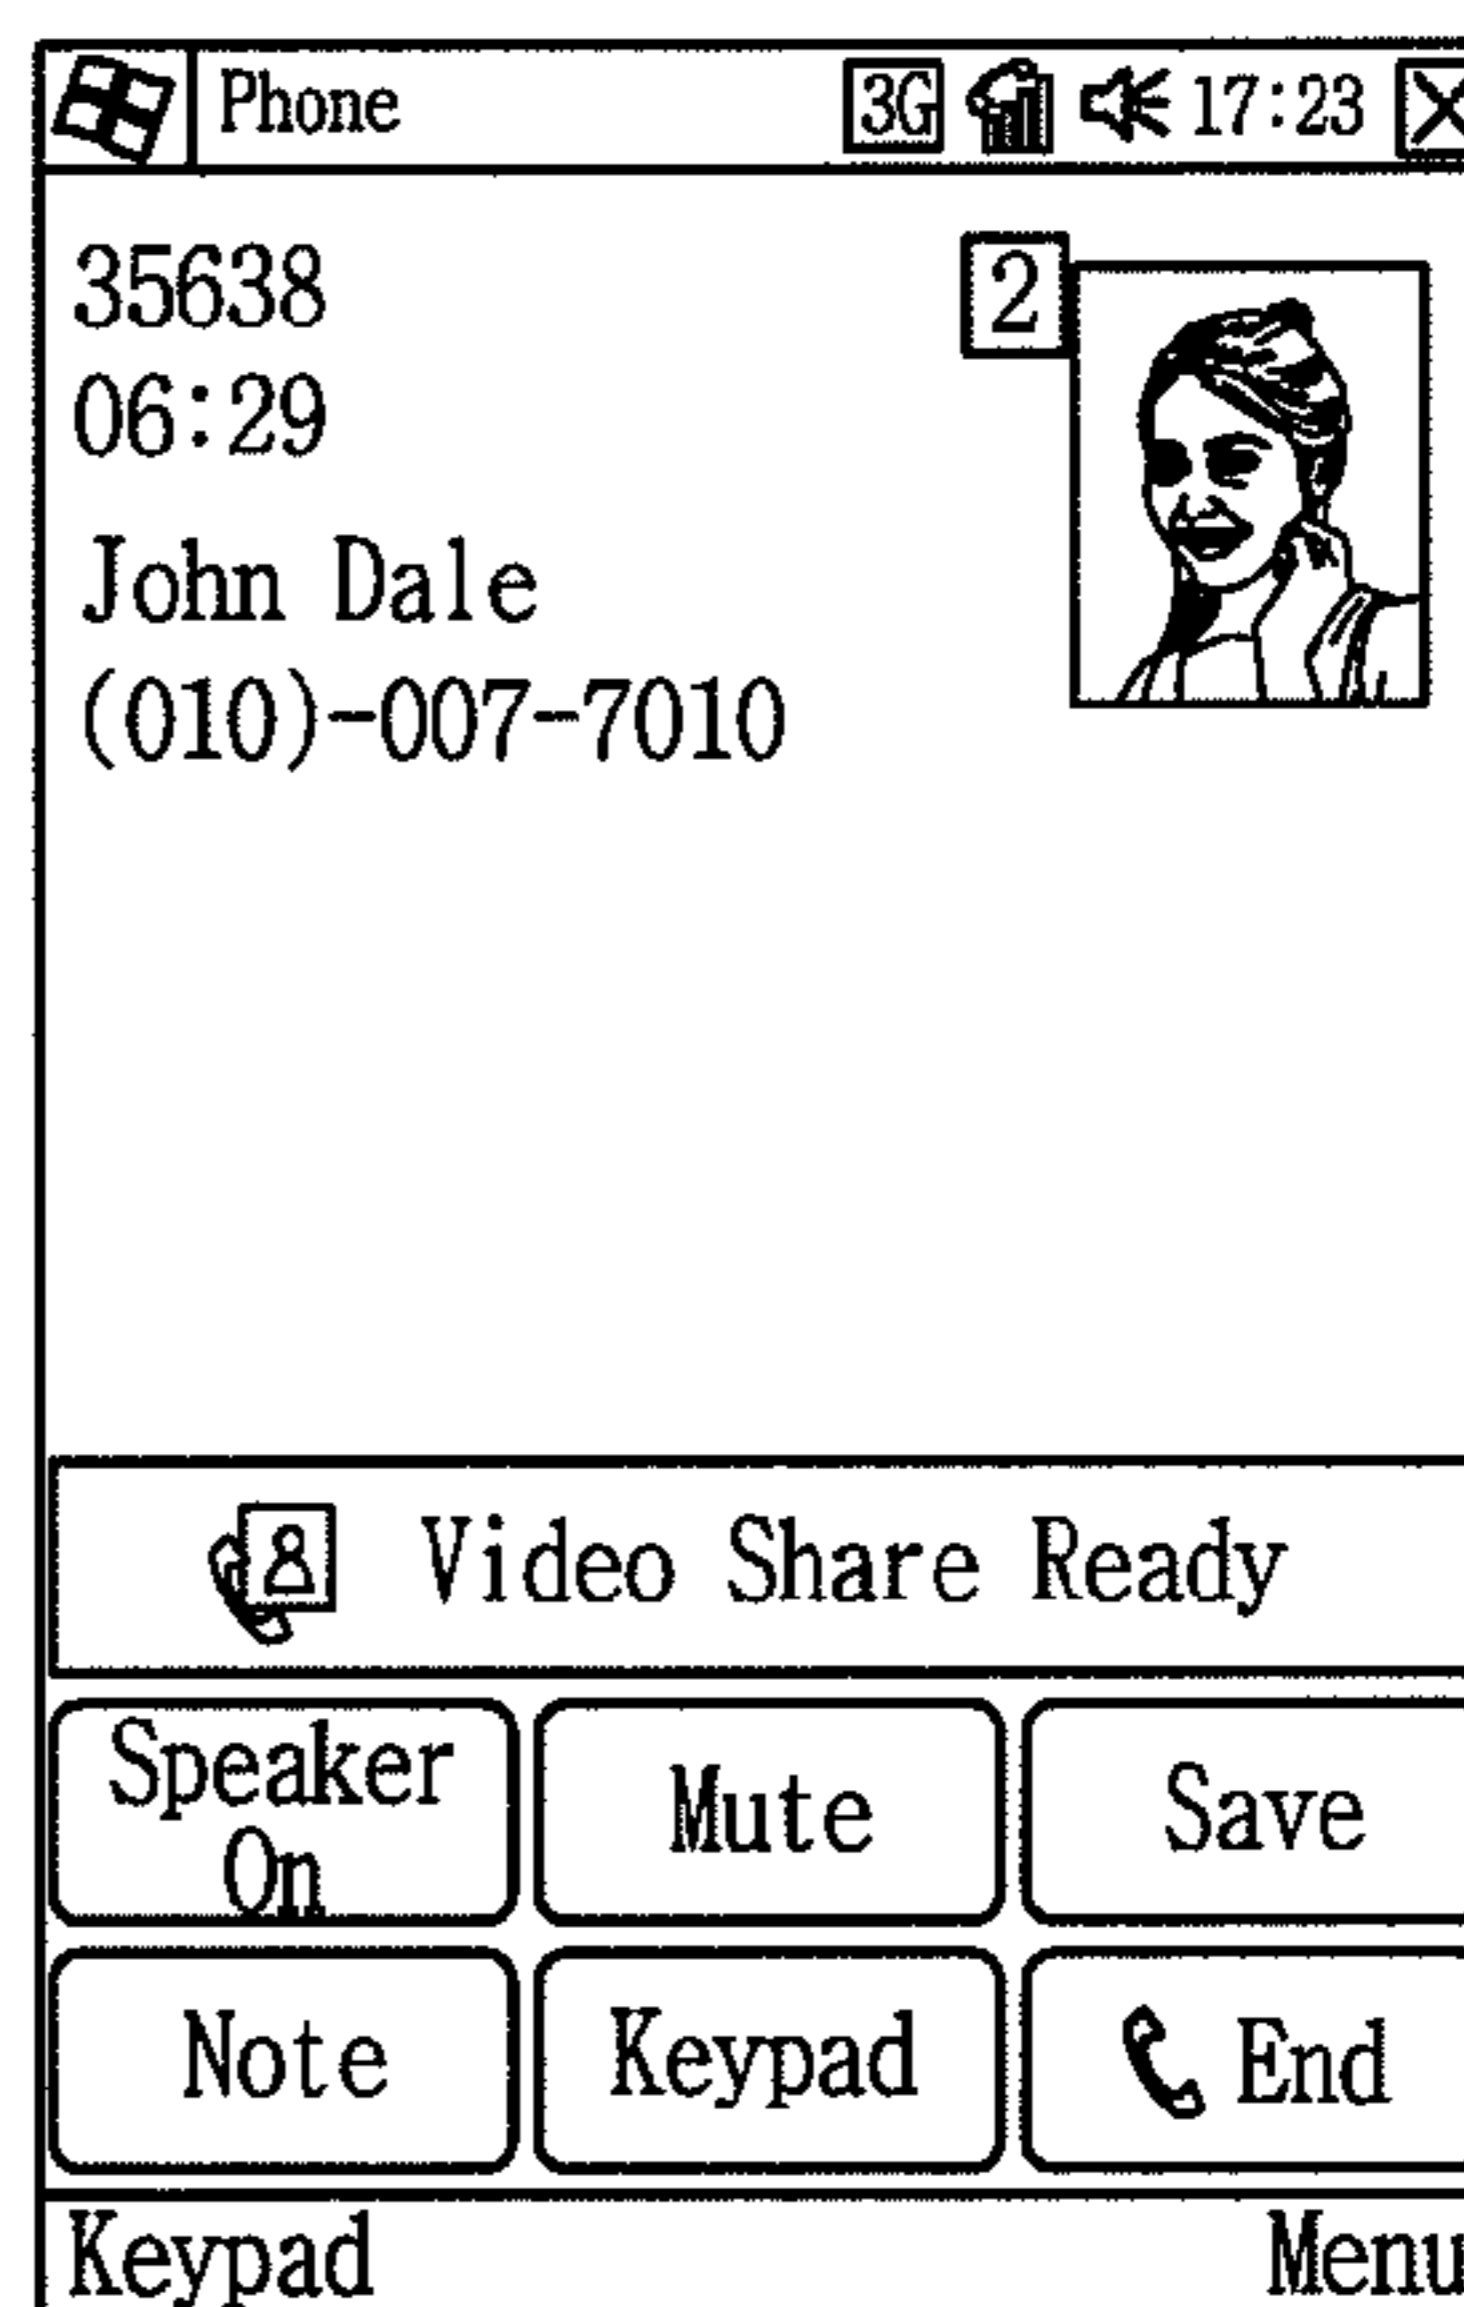 Phone 3G 17:23
35638
2
06:29
John Dale
(010)-007-7010
Video Share Ready
Speaker
On
Mute
Save
Note
Keypad
End
Keypad Menu